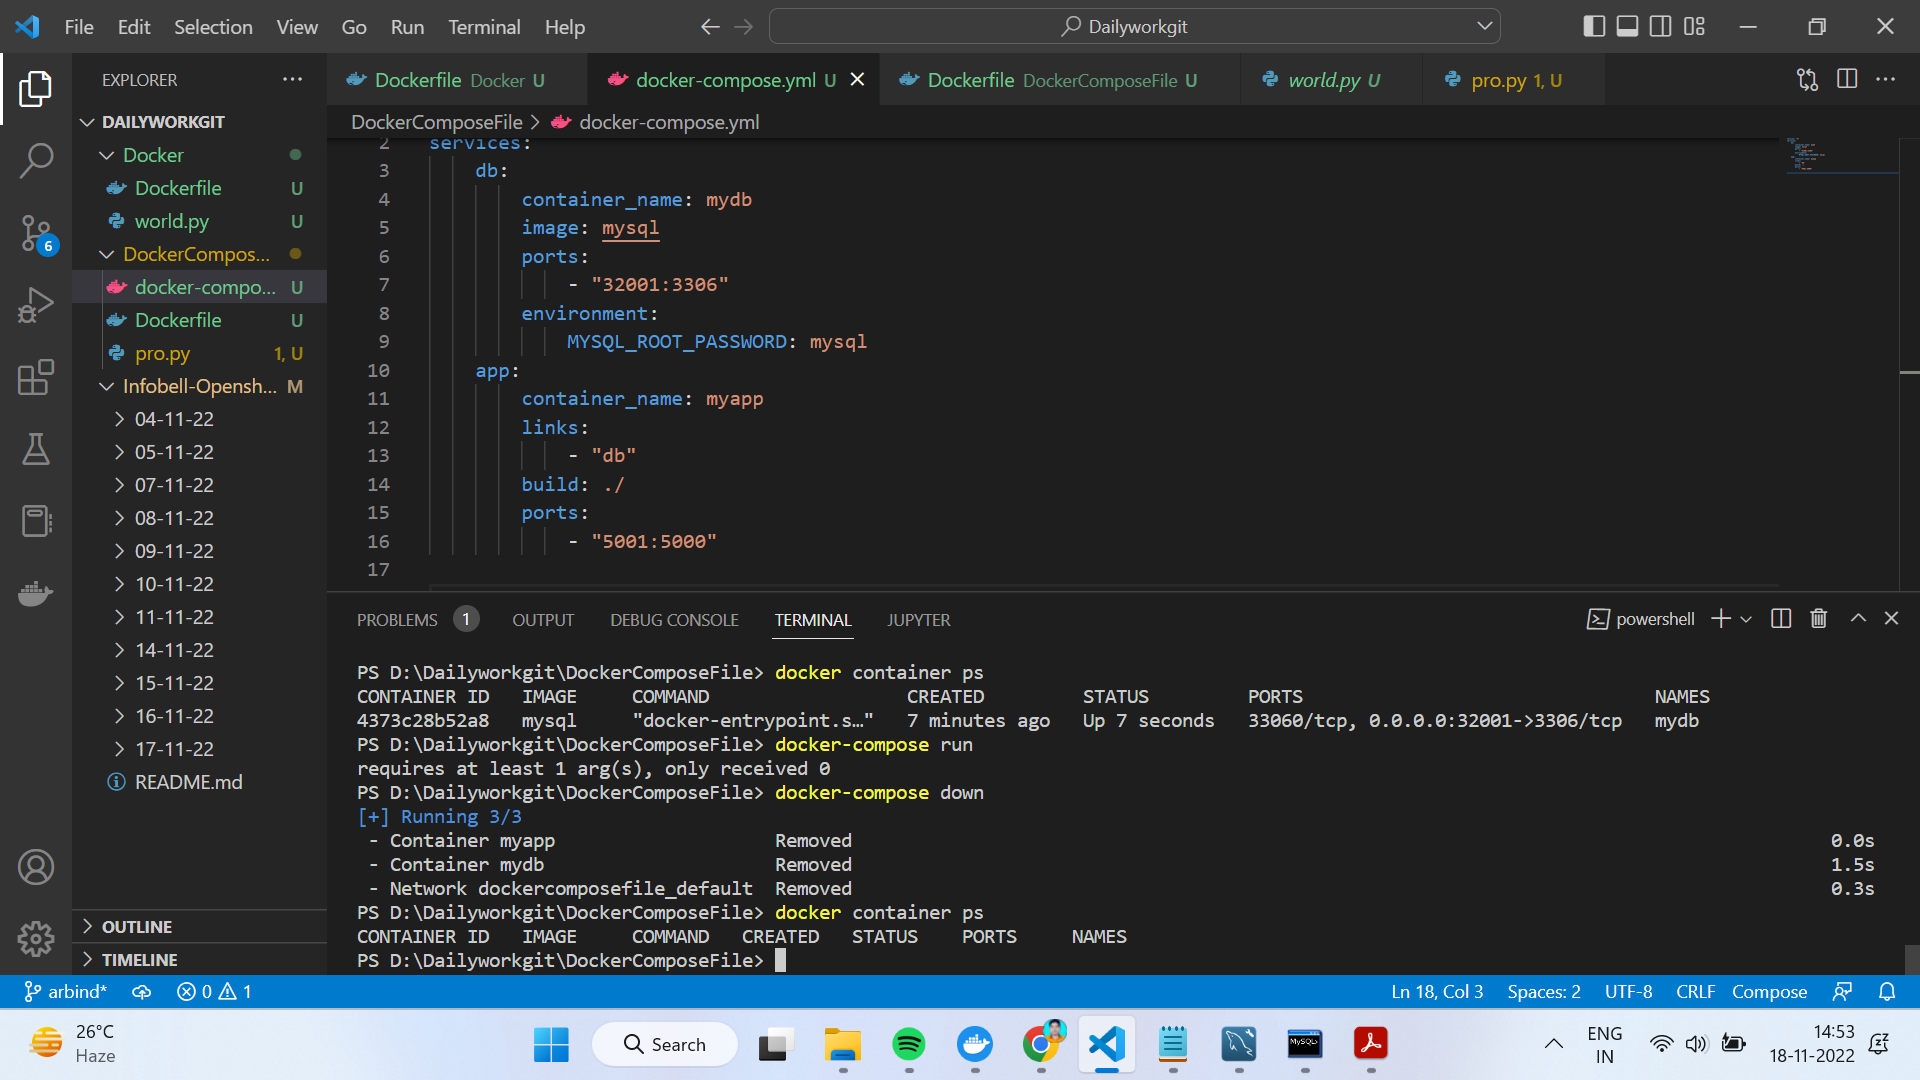 File Edit Selection View Go Run Terminal Help
Dailyworkgit
EXPLORER
Dockerfile Docker U
docker-compose.yml U
Dockerfile DockerComposeFile U
world.py U
pro.py 1, U
DockerComposeFile > docker-compose.yml
DAILYWORKGIT
Docker
Dockerfile U
world.py U
DockerCompos...
docker-compo... U
Dockerfile U
pro.py 1, U
Infobell-Opensh... M
04-11-22
05-11-22
07-11-22
08-11-22
09-11-22
10-11-22
11-11-22
14-11-22
15-11-22
16-11-22
17-11-22
README.md
OUTLINE
TIMELINE
6
2 services:
3 db:
4 container_name: mydb
5 image: mysql
6 ports:
7 - "32001:3306"
8 environment:
9 MYSQL_ROOT_PASSWORD: mysql
10 app:
11 container_name: myapp
12 links:
13 - "db"
14 build: ./
15 ports:
16 - "5001:5000"
17
PROBLEMS 1 OUTPUT DEBUG CONSOLE TERMINAL JUPYTER
powershell
PS D:\Dailyworkgit\DockerComposeFile> docker container ps
CONTAINER ID IMAGE COMMAND CREATED STATUS PORTS NAMES
4373c28b52a8 mysql "docker-entrypoint.s…" 7 minutes ago Up 7 seconds 33060/tcp, 0.0.0.0:32001->3306/tcp mydb
PS D:\Dailyworkgit\DockerComposeFile> docker-compose run
requires at least 1 arg(s), only received 0
PS D:\Dailyworkgit\DockerComposeFile> docker-compose down
[+] Running 3/3
- Container myapp Removed 0.0s
- Container mydb Removed 1.5s
- Network dockercomposefile_default Removed 0.3s
PS D:\Dailyworkgit\DockerComposeFile> docker container ps
CONTAINER ID IMAGE COMMAND CREATED STATUS PORTS NAMES
PS D:\Dailyworkgit\DockerComposeFile>
arbind* 0 1
Ln 18, Col 3 Spaces: 2 UTF-8 CRLF Compose
26°C
Haze
Search
MySQL>
ENG
IN
14:53
18-11-2022